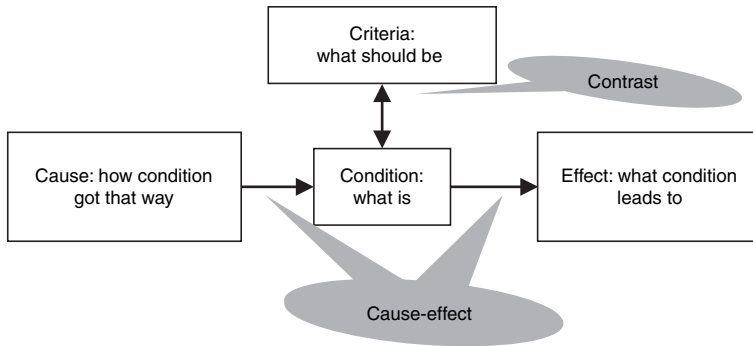 Criteria:
what should be
Contrast
Cause: how condition
got that way
Condition:
what is
Effect: what condition
leads to
Cause-effect